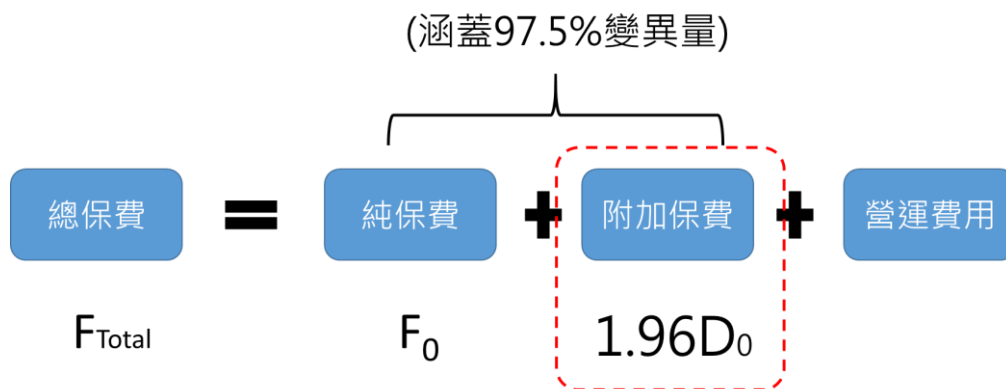 (涵蓋97.5%變異量)
總保費 = 純保費 + 附加保費 + 營運費用
FTotal F0 1.96D0